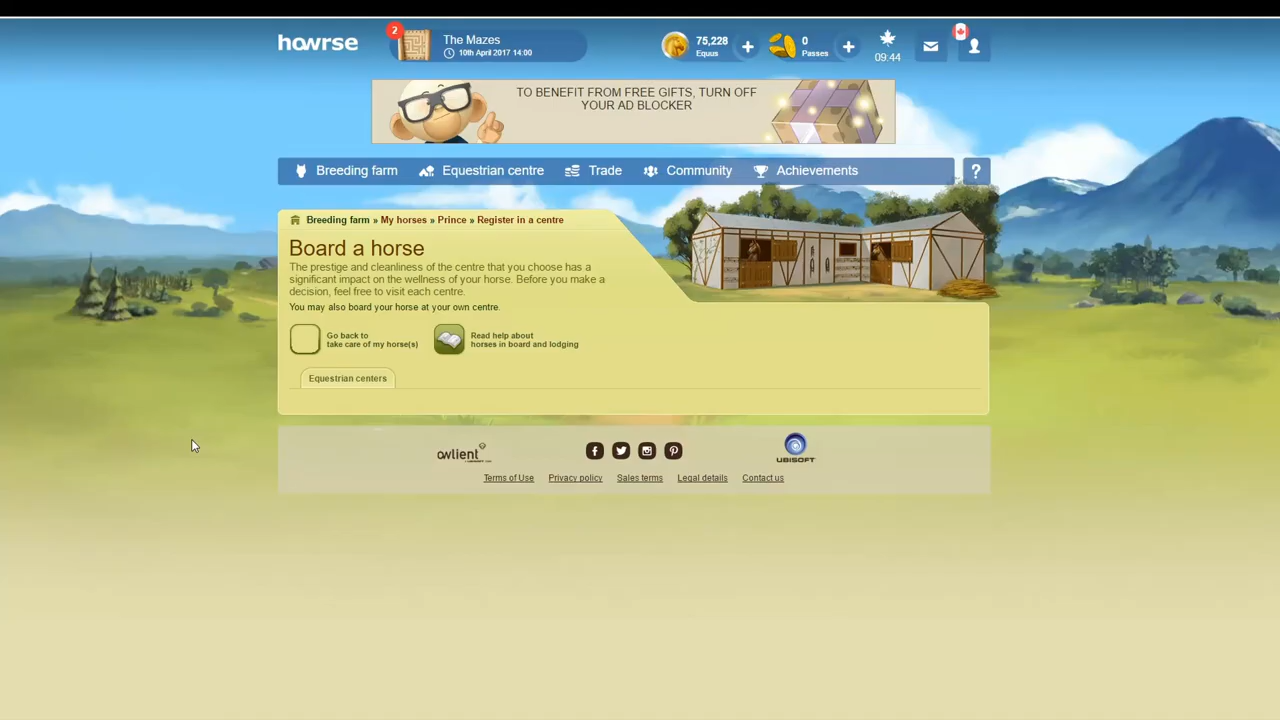 howrse
2
The Mazes
10th April 2017 14:00
75,228
Equus
0
Passes
09:44
TO BENEFIT FROM FREE GIFTS, TURN OFF
YOUR AD BLOCKER
Breeding farm
Equestrian centre
Trade
Community
Achievements
?
Breeding farm » My horses » Prince » Register in a centre
Board a horse
The prestige and cleanliness of the centre that you choose has a
significant impact on the wellness of your horse. Before you make a
decision, feel free to visit each centre.
You may also board your horse at your own centre.
Go back to
take care of my horse(s)
Read help about
horses in board and lodging
Equestrian centers
owlient
UBISOFT
Terms of Use
Privacy policy
Sales terms
Legal details
Contact us